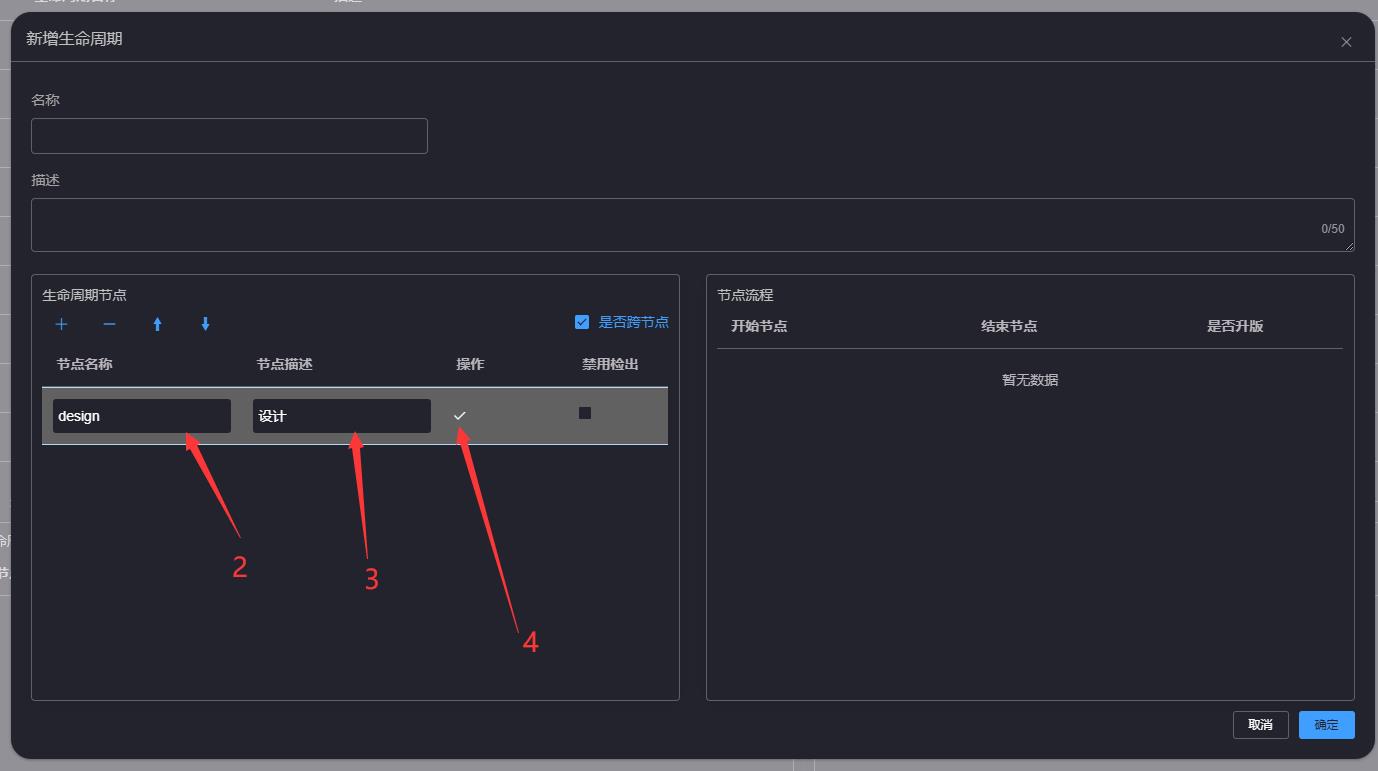 新增生命周期
名称
描述
0/50
生命周期节点
是否跨节点
节点名称 节点描述 操作 禁用检出
design 设计
2
3
4
节点流程
开始节点 结束节点 是否升版
暂无数据
取消 确定